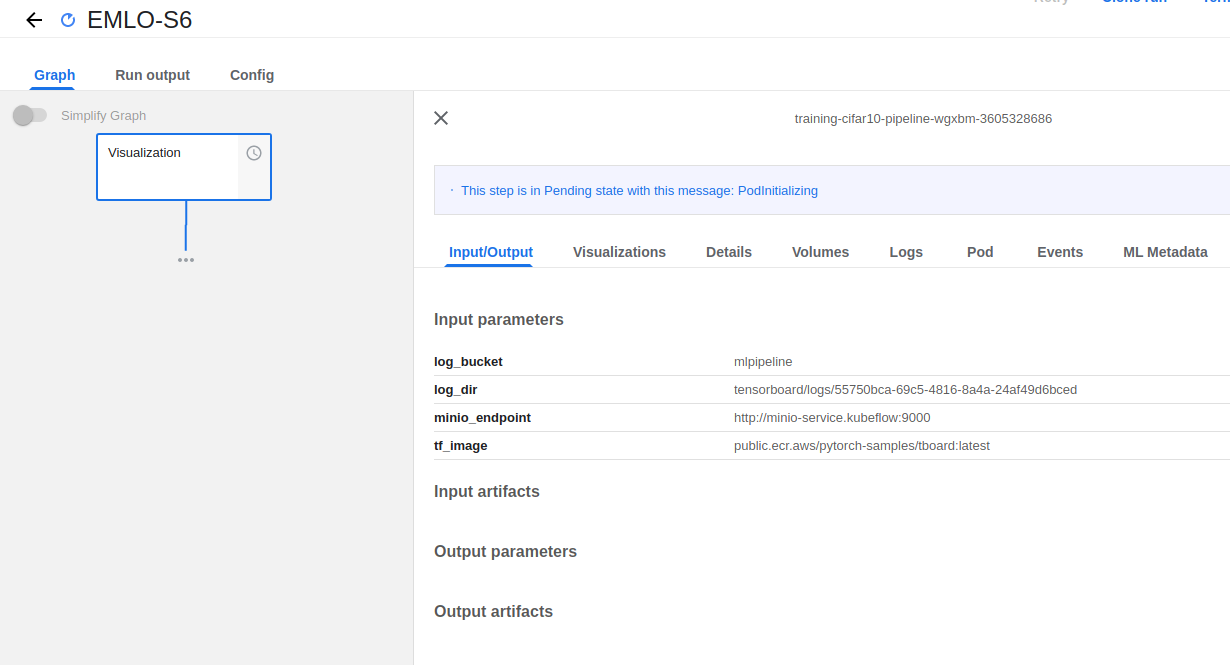 EMLO-S6
Retry Clone run
Graph Run output Config
Simplify Graph
Visualization
training-cifar10-pipeline-wgxbm-3605328686
This step is in Pending state with this message: PodInitializing
Input/Output Visualizations Details Volumes Logs Pod Events ML Metadata
Input parameters
log_bucket mlpipeline
log_dir tensorboard/logs/55750bca-69c5-4816-8a4a-24af49d6bced
minio_endpoint http://minio-service.kubeflow:9000
tf_image public.ecr.aws/pytorch-samples/tboard:latest
Input artifacts
Output parameters
Output artifacts